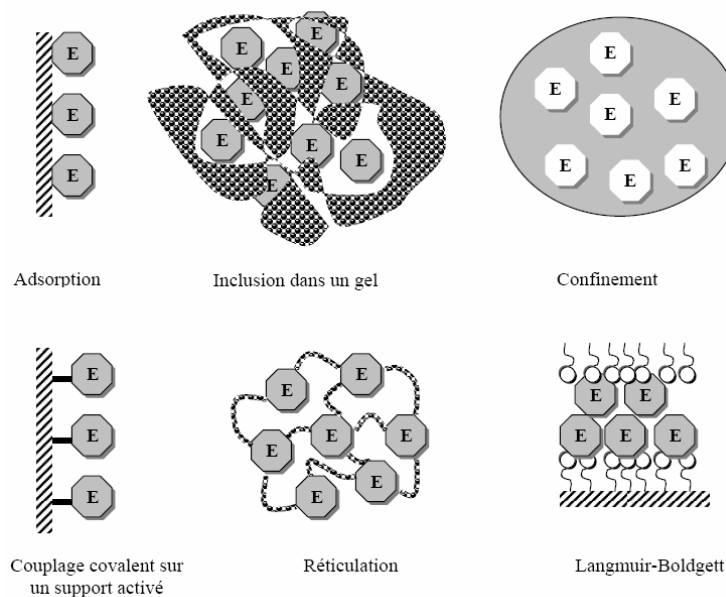 E
E
E
Adsorption
E
E
E
E
E
E
E
E
E
Inclusion dans un gel
E
E
E
E
E
E
E
Confinement
E
E
E
Couplage covalent sur
un support activé
E
E
E
E
E
E
E
Réticulation
E E
E E E
Langmuir-Boldgett